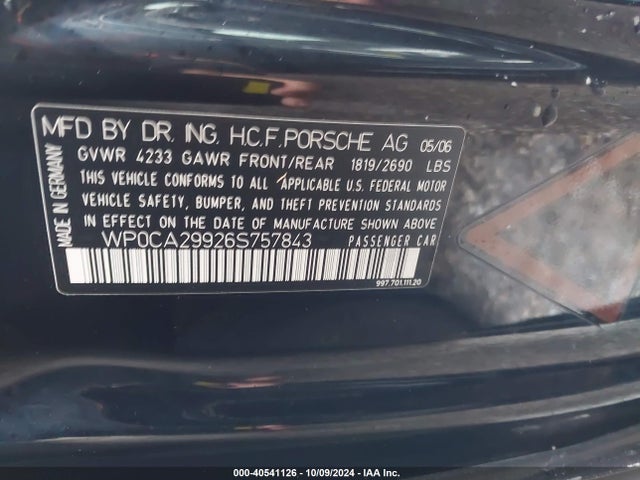 MFD BY DR. ING. H.C.F. PORSCHE AG 05/06
GVWR 4233 GAWR FRONT/REAR 1819/2690 LBS
THIS VEHICLE CONFORMS TO ALL APPLICABLE U.S. FEDERAL MOTOR
VEHICLE SAFETY, BUMPER, AND THEFT PREVENTION STANDARDS
IN EFFECT ON THE DATE OF MANUFACTURE SHOWN ABOVE.
WP0CA29926S757843 PASSENGER CAR
997.701.111.20
MADE IN GERMANY
000-40541126 - 10/09/2024 - IAA, Inc.